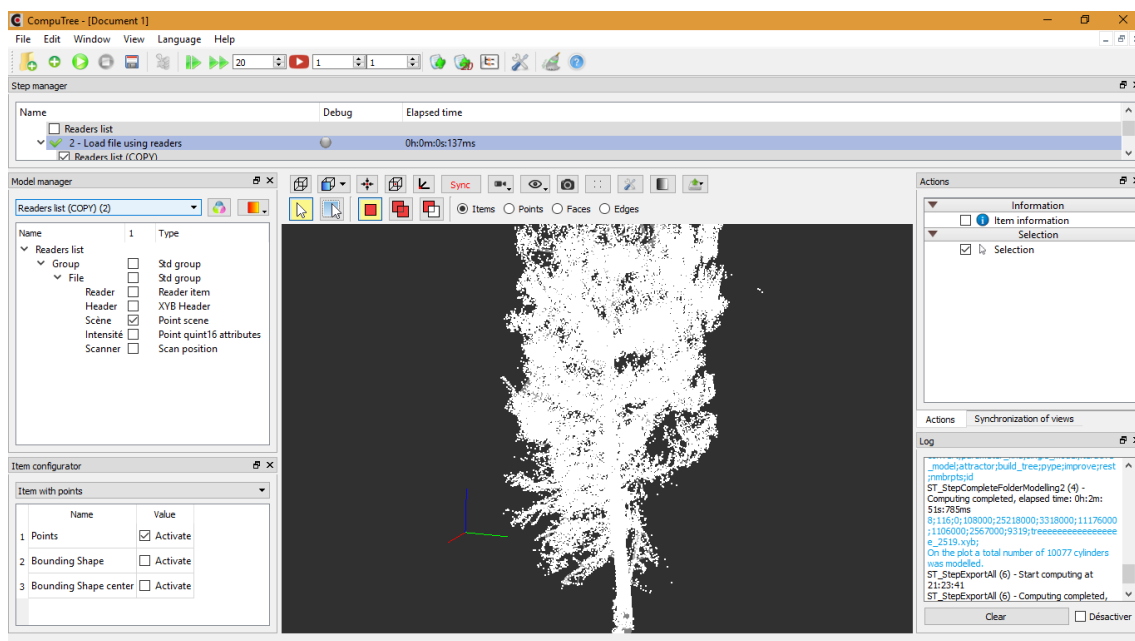 CompuTree - [Document 1]
File Edit Window View Language Help
20 1 1
Step manager
Name Debug Elapsed time
Readers list
2 - Load file using readers 0h:0m:0s:137ms
Readers list (COPY)
Model manager
Readers list (COPY) (2)
Name 1 Type
Readers list
Group Std group
File Std group
Reader Reader item
Header XYB Header
Scène Point scene
Intensité Point quint16 attributes
Scanner Scan position
Item configurator
Item with points
Name Value
1 Points Activate
2 Bounding Shape Activate
3 Bounding Shape center Activate
Sync
Items Points Faces Edges
Actions
Information
Item information
Selection
Selection
Actions Synchronization of views
Log
_model;attractor;build_tree;pype;improve;rest
;nmbrpts;id
ST_StepCompleteFolderModelling2 (4) -
Computing completed, elapsed time: 0h:2m:
51s:785ms
8;116;0;108000;25218000;3318000;11176000
;1106000;2567000;9319;treeeeeeeeeeeeeeee
e_2519.xyb;
On the plot a total number of 10077 cylinders
was modelled.
ST_StepExportAll (6) - Start computing at
21:23:41
ST_StepExportAll (6) - Computing completed,
Clear Désactiver